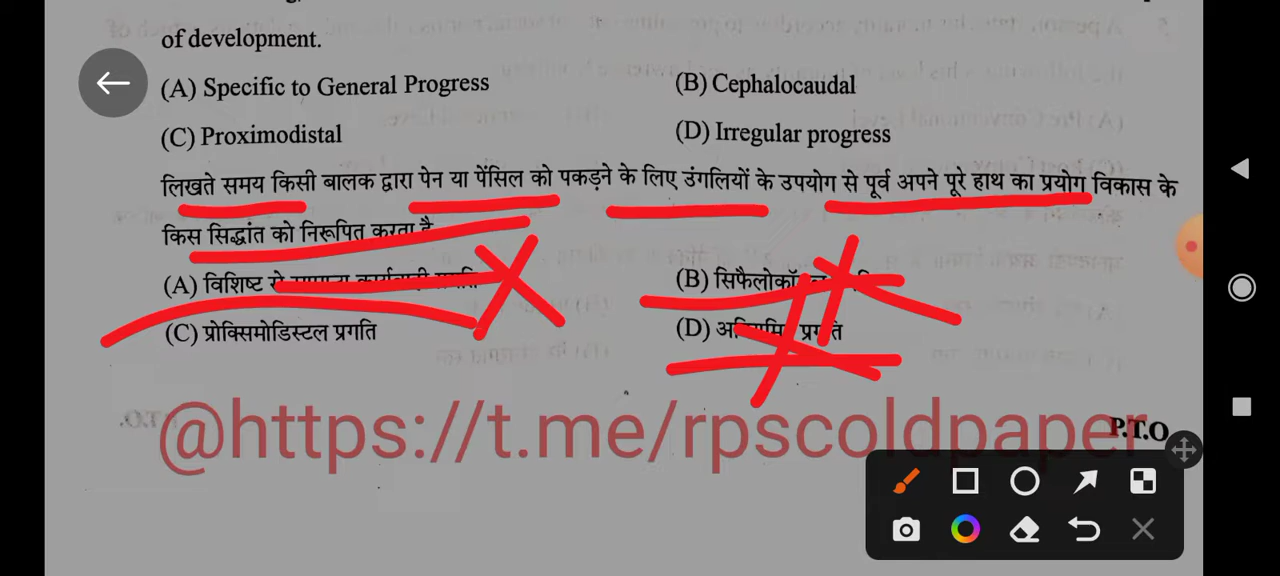 of development.
(A) Specific to General Progress
(B) Cephalocaudal
(C) Proximodistal
(D) Irregular progress
लिखते समय किसी बालक द्वारा पेन या पेंसिल को पकड़ने के लिए उंगलियों के उपयोग से पूर्व अपने पूरे हाथ का प्रयोग विकास के
किस सिद्धांत को निरूपित करता है
(A) विशिष्ट से
(B)
(C) प्रोक्सिमोडिस्टल प्रगति
(D) प्रगति
@https://t.me/rpscoldpaper
P.T.O